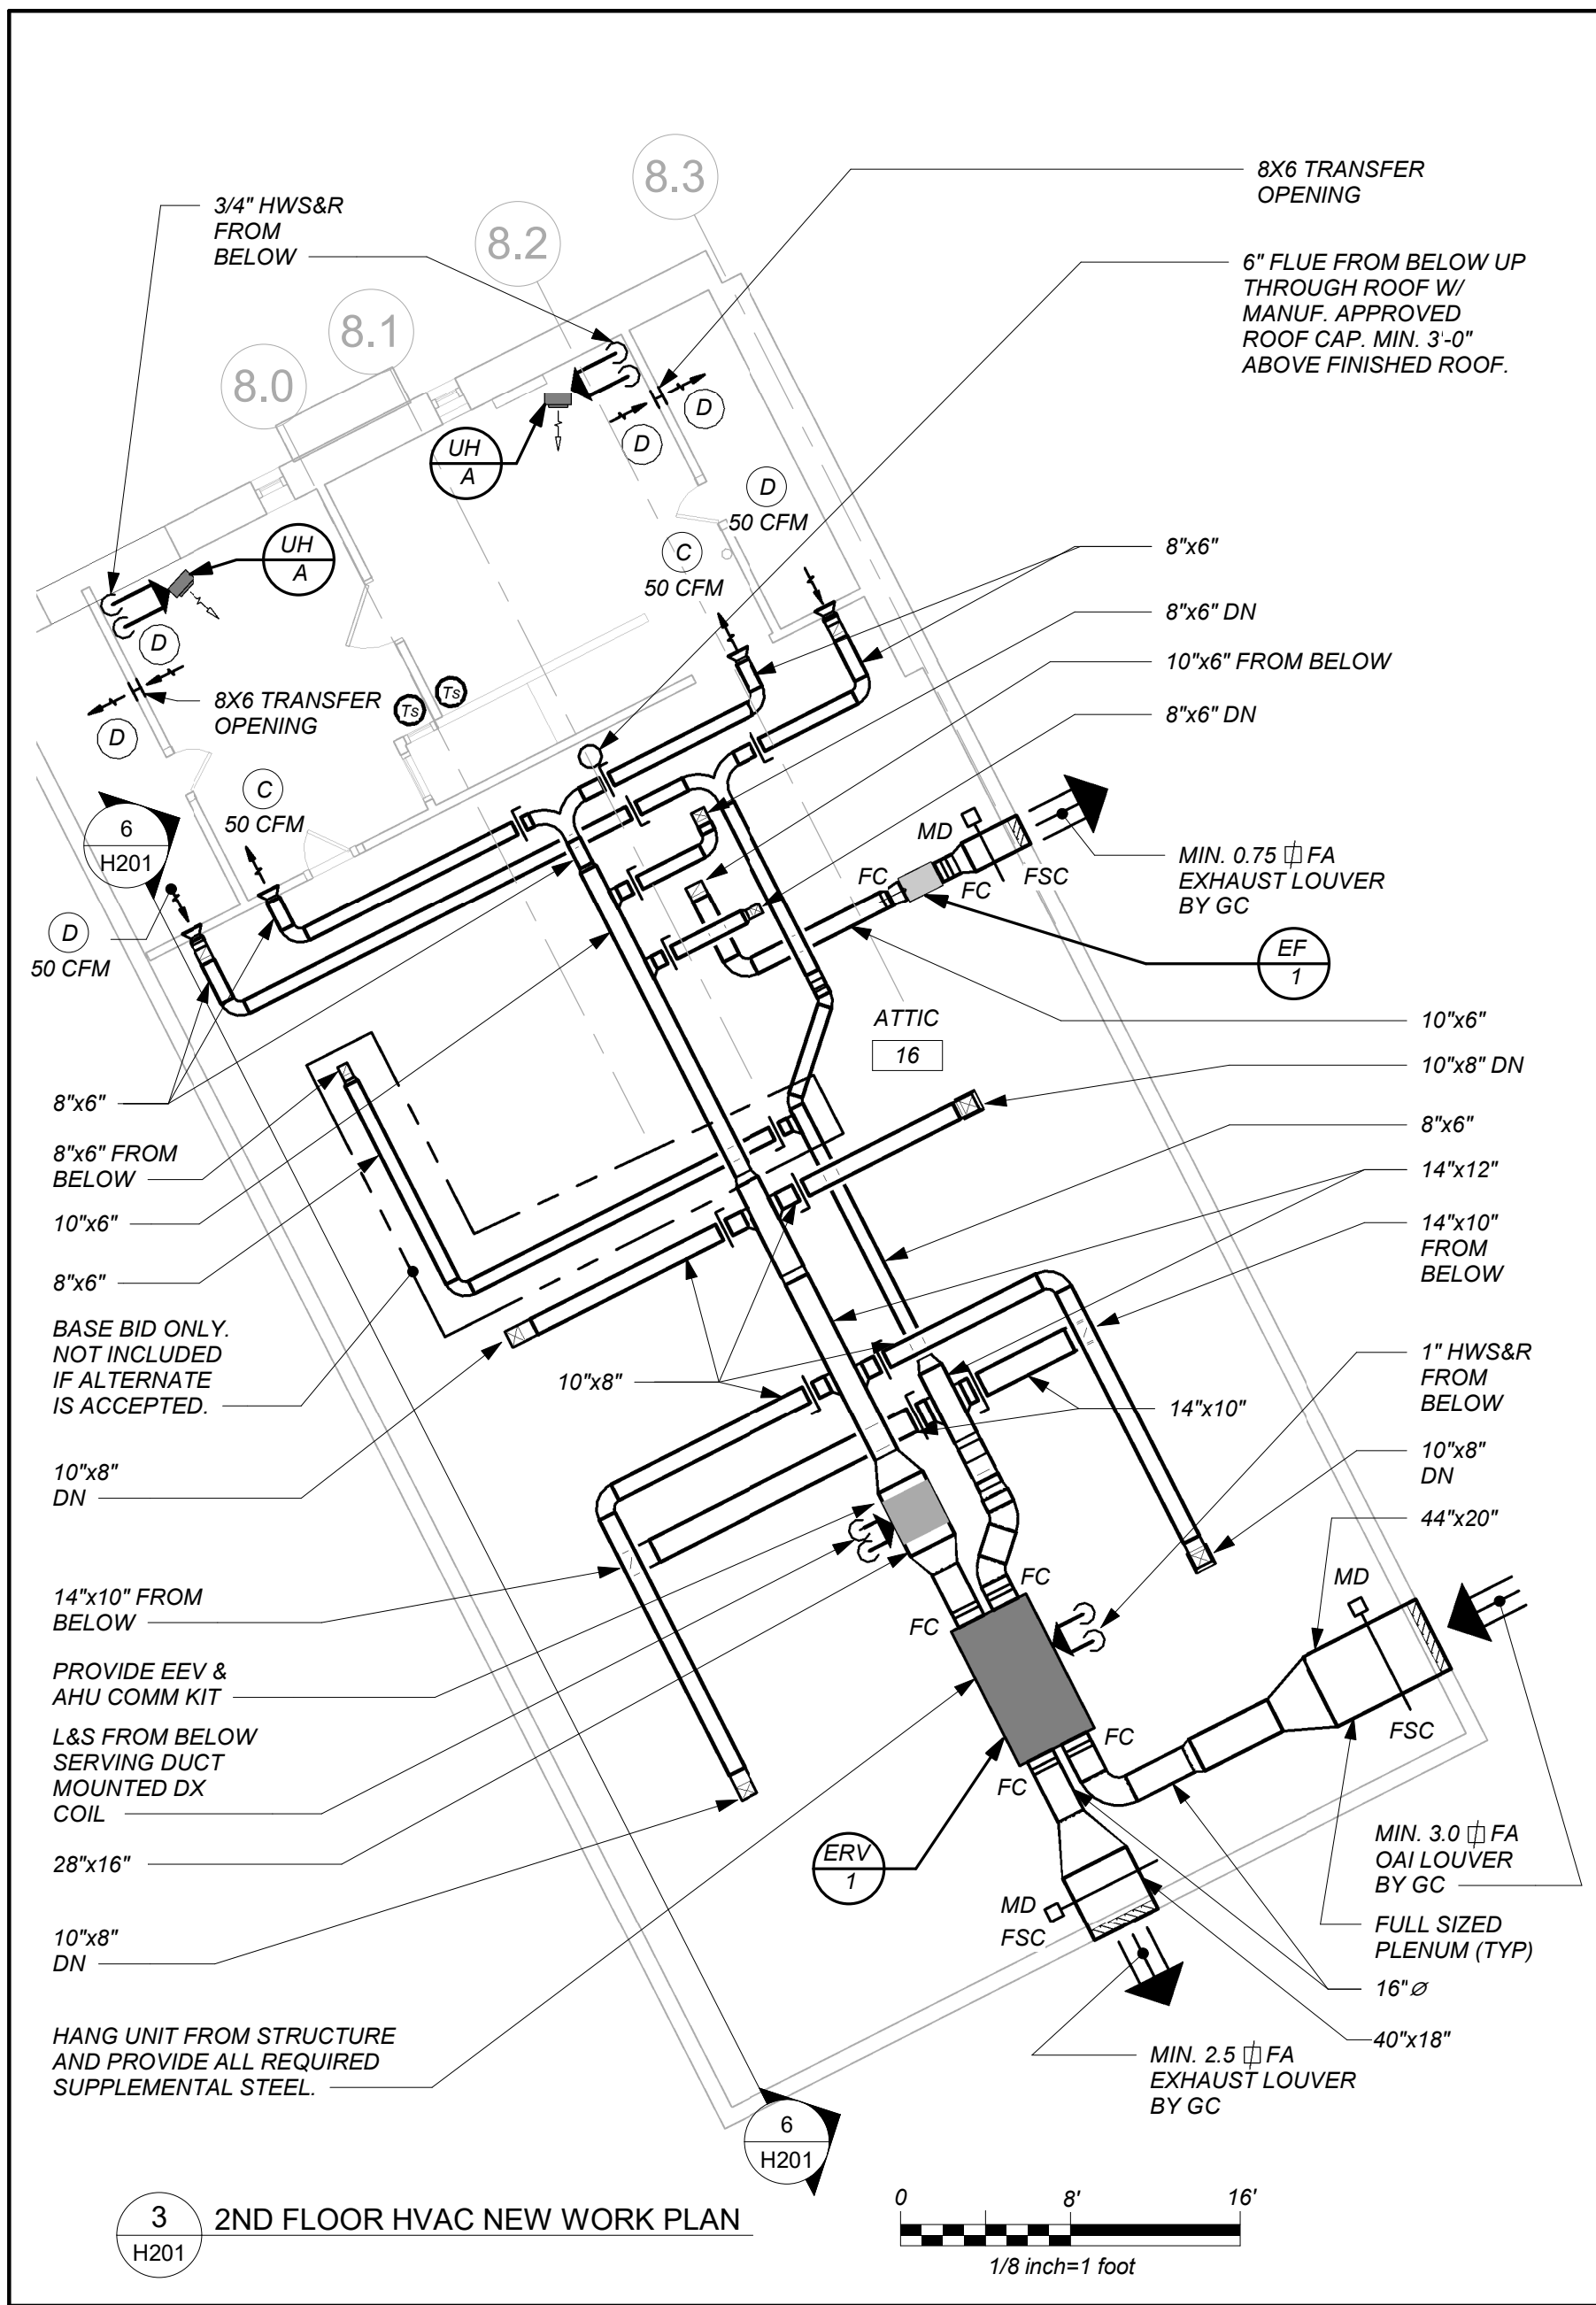 8.3
8X6 TRANSFER
OPENING
3/4" HWS&R
FROM
BELOW
8.2
6" FLUE FROM BELOW UP
THROUGH ROOF W/
MANUF. APPROVED
ROOF CAP. MIN. 3'-0"
ABOVE FINISHED ROOF.
8.1
8.0
D
D
UH
A
D
50 CFM
UH
A
C
50 CFM
8"x6"
8"x6" DN
D
10"x6" FROM BELOW
8X6 TRANSFER
OPENING
Ts
Ts
8"x6" DN
D
C
50 CFM
6
H201
MD
FC
FC
FSC
MIN. 0.75 FA
EXHAUST LOUVER
BY GC
D
50 CFM
EF
1
ATTIC
16
10"x6"
10"x8" DN
8"x6"
8"x6"
8"x6" FROM
BELOW
14"x12"
10"x6"
14"x10"
FROM
BELOW
8"x6"
BASE BID ONLY.
NOT INCLUDED
IF ALTERNATE
IS ACCEPTED.
1" HWS&R
FROM
BELOW
10"x8"
14"x10"
10"x8"
DN
10"x8"
DN
44"x20"
14"x10" FROM
BELOW
FC
MD
FC
PROVIDE EEV &
AHU COMM KIT
L&S FROM BELOW
SERVING DUCT
MOUNTED DX
COIL
FC
FSC
FC
28"x16"
ERV
1
MIN. 3.0 FA
OAI LOUVER
BY GC
MD
FSC
10"x8"
DN
FULL SIZED
PLENUM (TYP)
16"Ø
HANG UNIT FROM STRUCTURE
AND PROVIDE ALL REQUIRED
SUPPLEMENTAL STEEL.
40"x18"
MIN. 2.5 FA
EXHAUST LOUVER
BY GC
6
H201
3
H201
2ND FLOOR HVAC NEW WORK PLAN
0 8' 16'
1/8 inch=1 foot